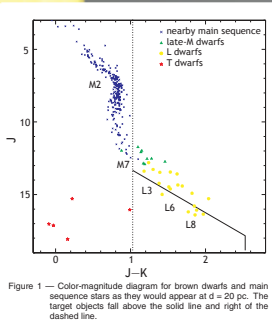 nearby main sequence
late-M dwarfs
L dwarfs
T dwarfs
M2
M7
L3
L6
L8
5
10
15
J
0
1
2
J–K
Figure 1 — Color-magnitude diagram for brown dwarfs and main
sequence stars as they would appear at d = 20 pc. The
target objects fall above the solid line and right of the
dashed line.